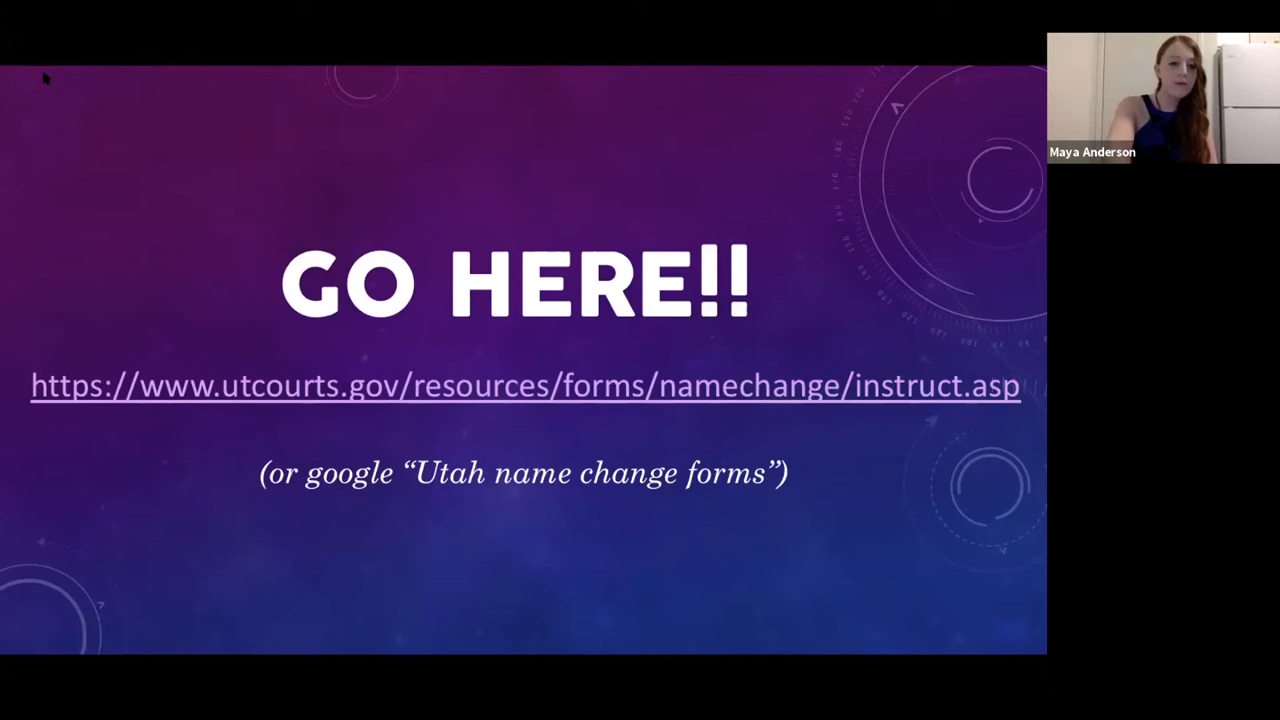 Maya Anderson
GO HERE!!
https://www.utcourts.gov/resources/forms/namechange/instruct.asp
(or google “Utah name change forms”)